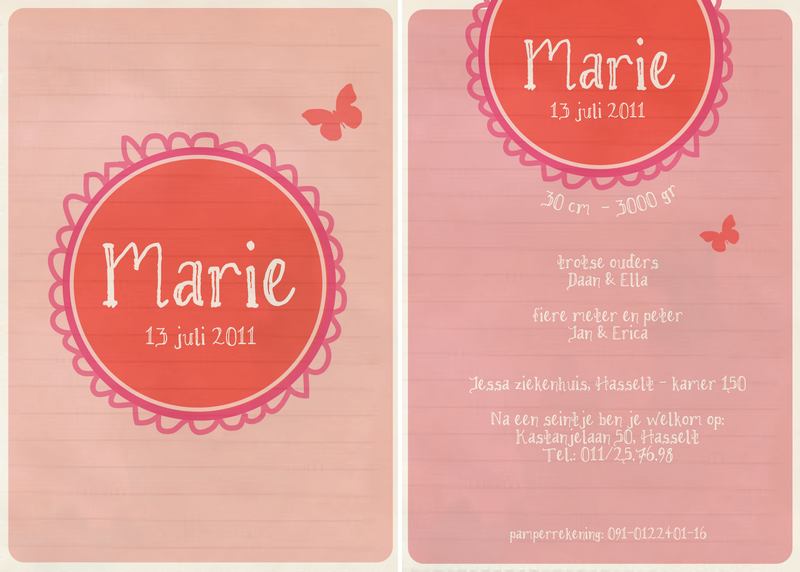 Marie
13 juli 2011
Marie
13 juli 2011
30 cm - 3000 gr
trotse ouders
Daan & Ella
fiere meter en peter
Jan & Erica
Jessa ziekenhuis, Hasselt - kamer 150
Na een seintje ben je welkom op:
Kastanjelaan 50, Hasselt
Tel.: 011/25.76.98
pamperrekening: 091-0122401-16